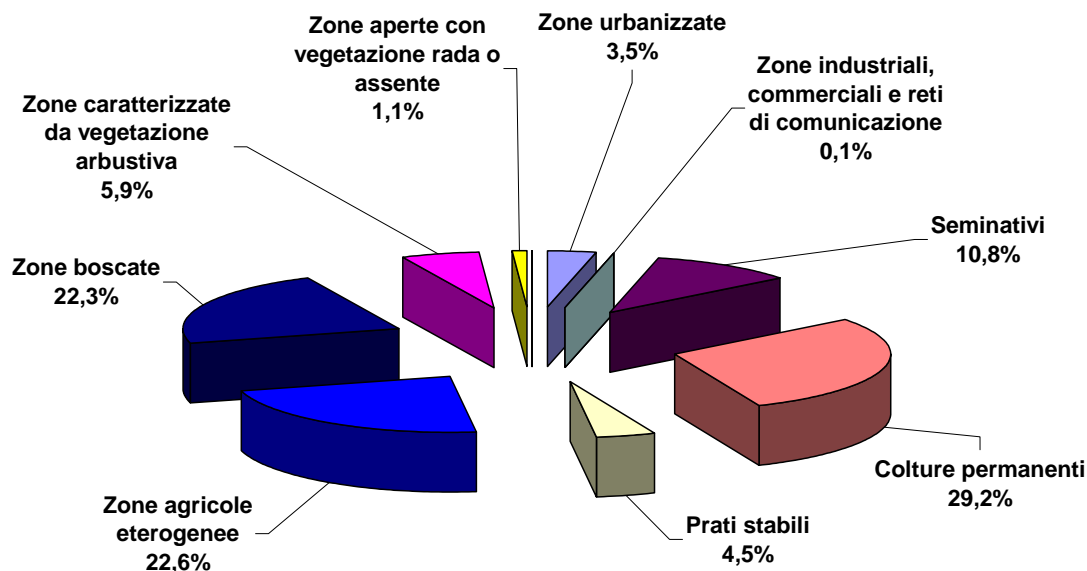 Zone aperte con
vegetazione rada o
assente
1,1%
Zone urbanizzate
3,5%
Zone industriali,
commerciali e reti
di comunicazione
0,1%
Zone caratterizzate
da vegetazione
arbustiva
5,9%
Seminativi
10,8%
Zone boscate
22,3%
Colture permanenti
29,2%
Zone agricole
eterogenee
22,6%
Prati stabili
4,5%